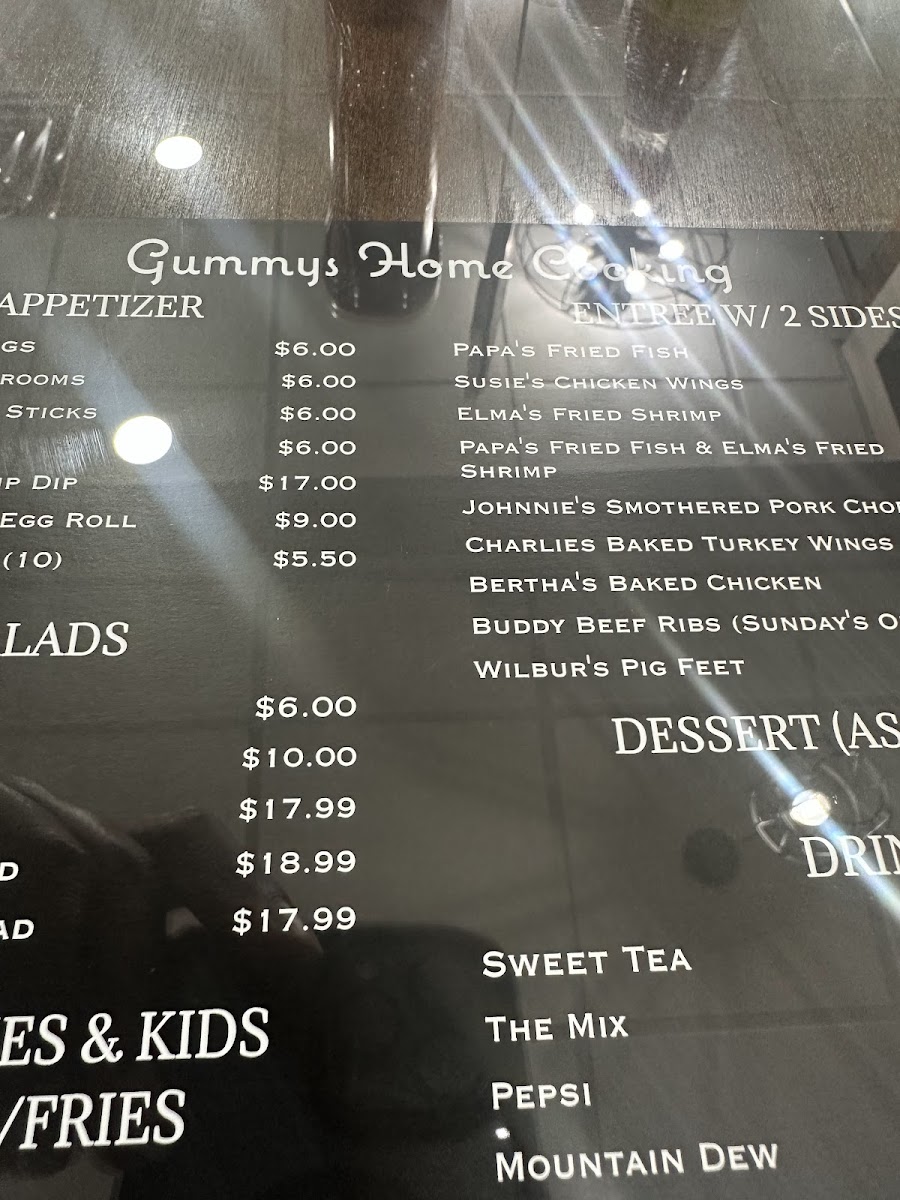 Gummys Home Cooking
APPETIZER
GS $6.00
ROOMS $6.00
STICKS $6.00
$6.00
P DIP $17.00
EGG ROLL $9.00
(10) $5.50
LADS
$6.00
$10.00
$17.99
D $18.99
AD $17.99
ES & KIDS
/FRIES
ENTREE W/ 2 SIDES
PAPA'S FRIED FISH
SUSIE'S CHICKEN WINGS
ELMA'S FRIED SHRIMP
PAPA'S FRIED FISH & ELMA'S FRIED
SHRIMP
JOHNNIE'S SMOTHERED PORK CHO
CHARLIES BAKED TURKEY WINGS
BERTHA'S BAKED CHICKEN
BUDDY BEEF RIBS (SUNDAY'S O
WILBUR'S PIG FEET
DESSERT (AS
DRIN
SWEET TEA
THE MIX
PEPSI
MOUNTAIN DEW